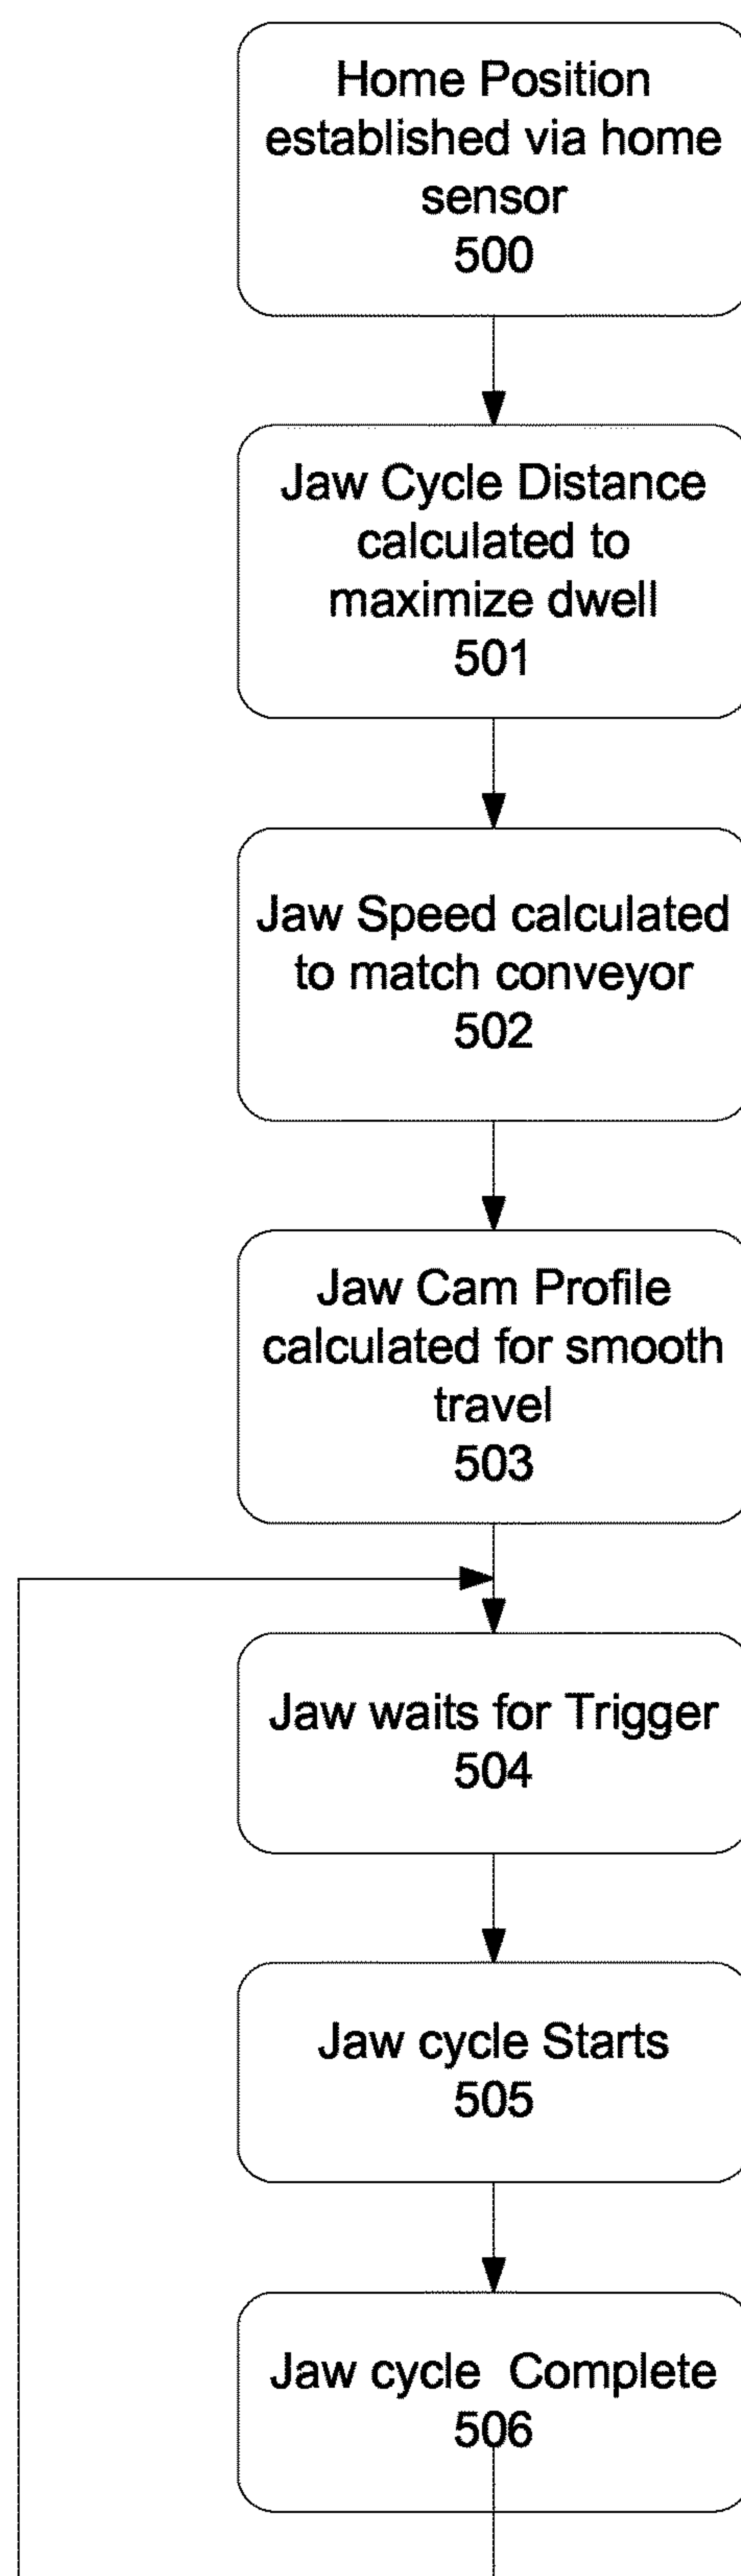 Home Position
established via home
sensor
500
Jaw Cycle Distance
calculated to
maximize dwell
501
Jaw Speed calculated
to match conveyor
502
Jaw Cam Profile
calculated for smooth
travel
503
Jaw waits for Trigger
504
Jaw cycle Starts
505
Jaw cycle  Complete
506